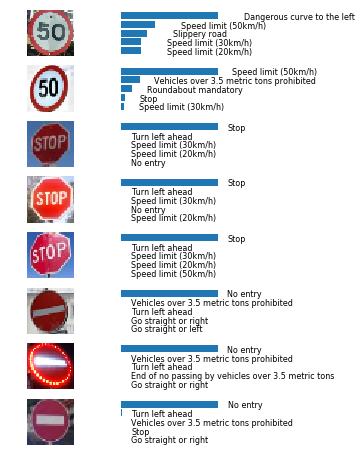 50
Dangerous curve to the left
Speed limit (50km/h)
Slippery road
Speed limit (30km/h)
Speed limit (20km/h)
50
Speed limit (50km/h)
Vehicles over 3.5 metric tons prohibited
Roundabout mandatory
Stop
Speed limit (30km/h)
STOP
Stop
Turn left ahead
Speed limit (30km/h)
Speed limit (20km/h)
No entry
STOP
Stop
Turn left ahead
Speed limit (30km/h)
No entry
Speed limit (20km/h)
STOP
Stop
Turn left ahead
Speed limit (30km/h)
Speed limit (20km/h)
Speed limit (50km/h)
No entry
Vehicles over 3.5 metric tons prohibited
Turn left ahead
Go straight or right
Go straight or left
No entry
Vehicles over 3.5 metric tons prohibited
Turn left ahead
End of no passing by vehicles over 3.5 metric tons
Go straight or right
No entry
Turn left ahead
Vehicles over 3.5 metric tons prohibited
Stop
Go straight or right